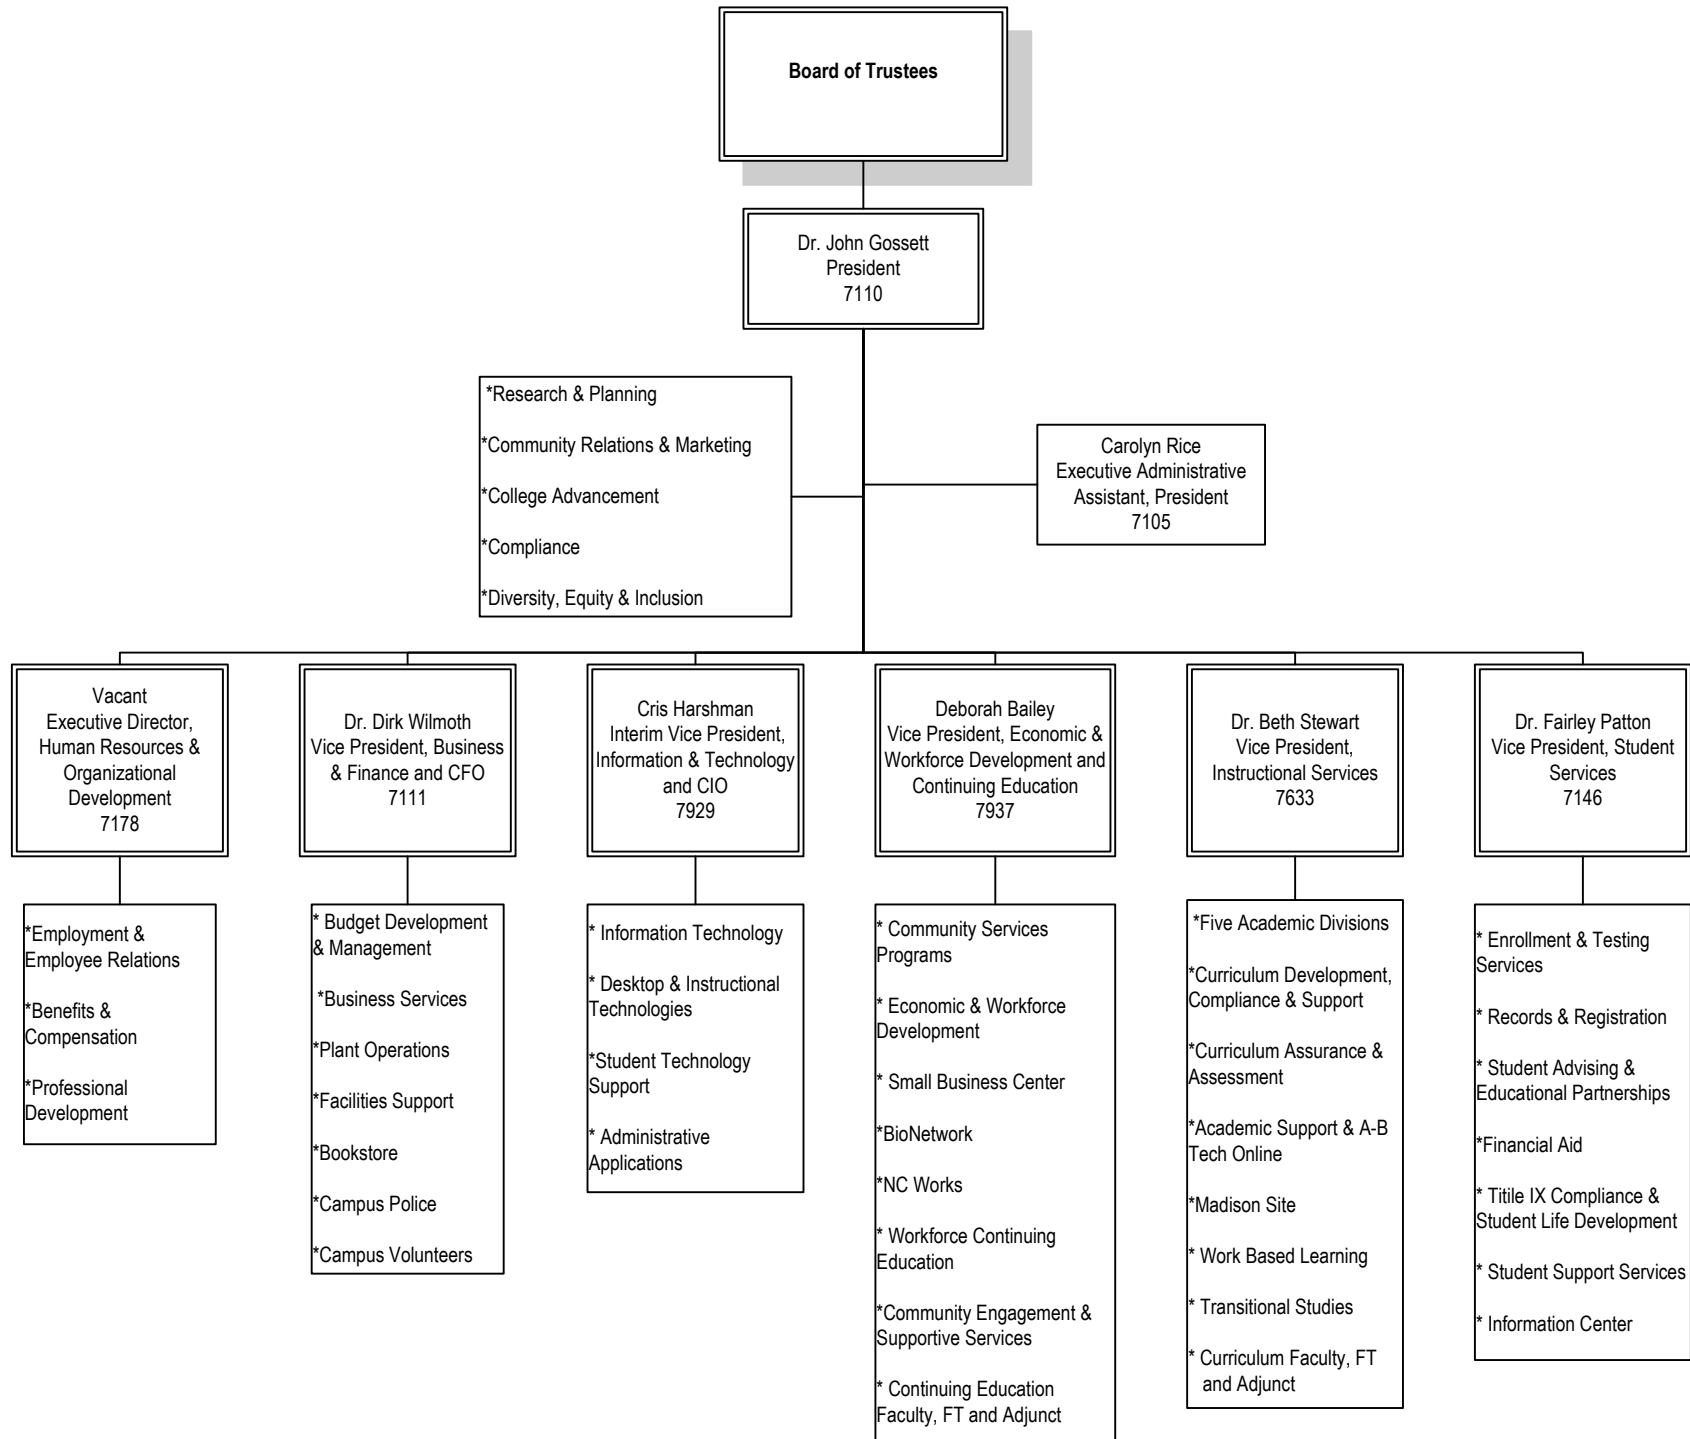 Board of Trustees
Dr. John Gossett
President
7110
*Research & Planning
*Community Relations & Marketing
*College Advancement
*Compliance
*Diversity, Equity & Inclusion
Carolyn Rice
Executive Administrative
Assistant, President
7105
Vacant
Executive Director,
Human Resources &
Organizational
Development
7178
Dr. Dirk Wilmoth
Vice President, Business
& Finance and CFO
7111
Cris Harshman
Interim Vice President,
Information & Technology
and CIO
7929
Deborah Bailey
Vice President, Economic &
Workforce Development and
Continuing Education
7937
Dr. Beth Stewart
Vice President,
Instructional Services
7633
Dr. Fairley Patton
Vice President, Student
Services
7146
*Employment &
Employee Relations
*Benefits &
Compensation
*Professional
Development
* Budget Development
& Management
*Business Services
*Plant Operations
*Facilities Support
*Bookstore
*Campus Police
*Campus Volunteers
* Information Technology
* Desktop & Instructional
Technologies
*Student Technology
Support
* Administrative
Applications
* Community Services
Programs
* Economic & Workforce
Development
* Small Business Center
*BioNetwork
*NC Works
* Workforce Continuing
Education
*Community Engagement &
Supportive Services
* Continuing Education
Faculty, FT and Adjunct
*Five Academic Divisions
*Curriculum Development,
Compliance & Support
*Curriculum Assurance &
Assessment
*Academic Support & A-B
Tech Online
*Madison Site
* Work Based Learning
* Transitional Studies
* Curriculum Faculty, FT
and Adjunct
* Enrollment & Testing
Services
* Records & Registration
* Student Advising &
Educational Partnerships
*Financial Aid
* Titile IX Compliance &
Student Life Development
* Student Support Services
* Information Center